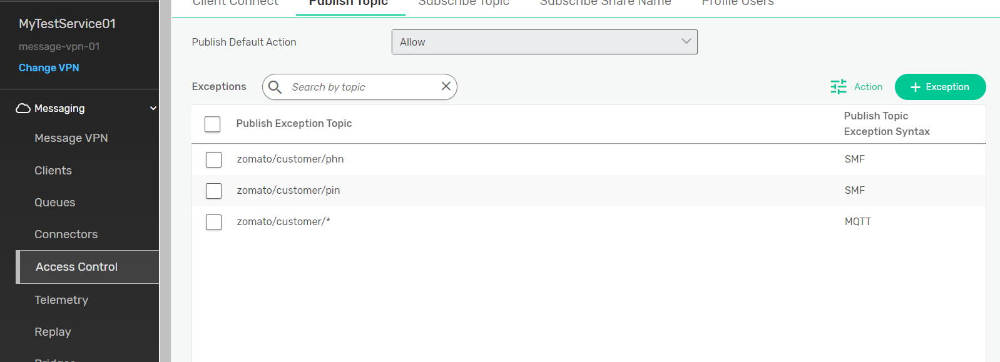 MyTestService01
message-vpn-01
Change VPN
Messaging
Message VPN
Clients
Queues
Connectors
Access Control
Telemetry
Replay
Bridges
Client Connect
Publish Topic
Subscribe Topic
Subscribe Share Name
Profile Users
Publish Default Action
Allow
Exceptions
Search by topic
Action
+ Exception
Publish Exception Topic
Publish Topic
Exception Syntax
zomato/customer/phn
SMF
zomato/customer/pin
SMF
zomato/customer/*
MQTT